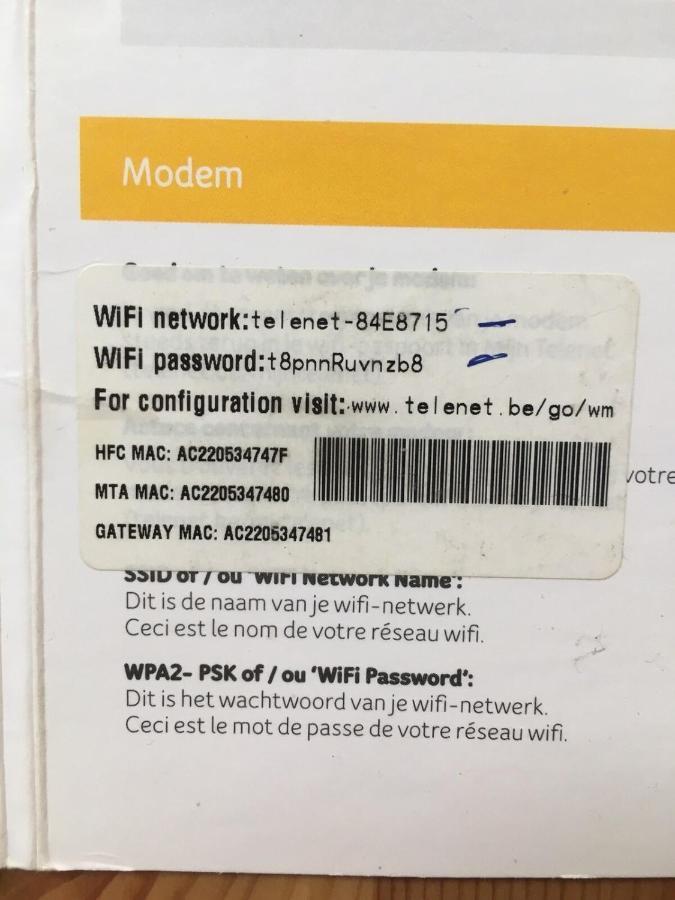 Modem
WiFi network:telenet-84E8715
WiFi password:t8pnnRuvnzb8
For configuration visit: www.telenet.be/go/wm
HFC MAC: AC220534747F
MTA MAC: AC2205347480
GATEWAY MAC: AC2205347481
votre
SSID of / ou 'WiFi Network Name':
Dit is de naam van je wifi-netwerk.
Ceci est le nom de votre réseau wifi.
WPA2- PSK of / ou ‘WiFi Password’:
Dit is het wachtwoord van je wifi-netwerk.
Ceci est le mot de passe de votre réseau wifi.